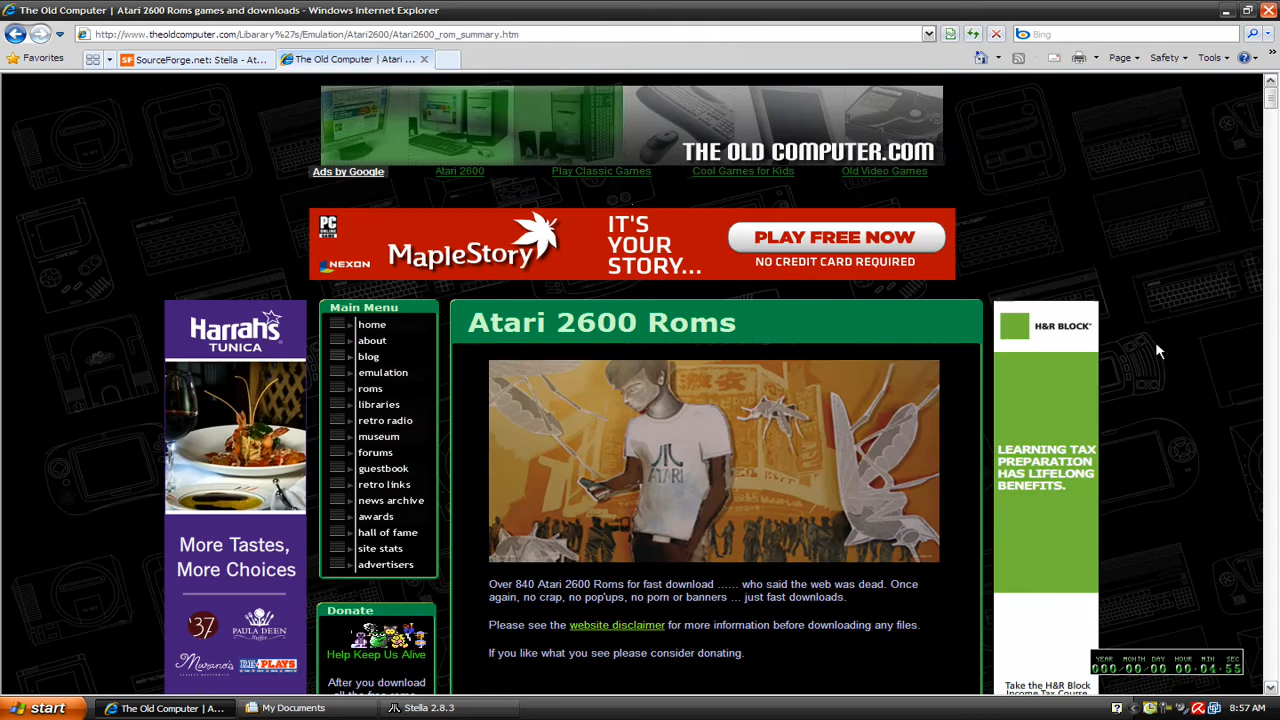 The Old Computer | Atari 2600 Roms games and downloads - Windows Internet Explorer
http://www.theoldcomputer.com/Libarary%27s/Emulation/Atari2600/Atari2600_rom_summary.htm
Bing
Favorites
SourceForge.net: Stella - At...
The Old Computer | Atari ...
Page
Safety
Tools
THE OLD COMPUTER.COM
Ads by Google
Atari 2600
Play Classic Games
Cool Games for Kids
Old Video Games
PC ONLINE GAME
NEXON
MapleStory
IT'S
YOUR
STORY...
PLAY FREE NOW
NO CREDIT CARD REQUIRED
Harrah's
TUNICA
More Tastes,
More Choices
'37
PAULA DEEN
Buffet
Murano's
RE·PLAYS
Main Menu
home
about
blog
emulation
roms
libraries
retro radio
museum
forums
guestbook
retro links
news archive
awards
hall of fame
site stats
advertisers
Donate
Help Keep Us Alive
After you download
all the free roms
Atari 2600 Roms
ATARI
Over 840 Atari 2600 Roms for fast download ...... who said the web was dead. Once
again, no crap, no pop'ups, no porn or banners ... just fast downloads.
Please see the website disclaimer for more information before downloading any files.
If you like what you see please consider donating.
H&R BLOCK®
LEARNING TAX
PREPARATION
HAS LIFELONG
BENEFITS.
Take the H&R Block
Income Tax Course
YEAR MONTH DAY HOUR MIN SEC
000/00/00 00:04:55
start
The Old Computer | A...
My Documents
Stella 2.8.3
8:57 AM